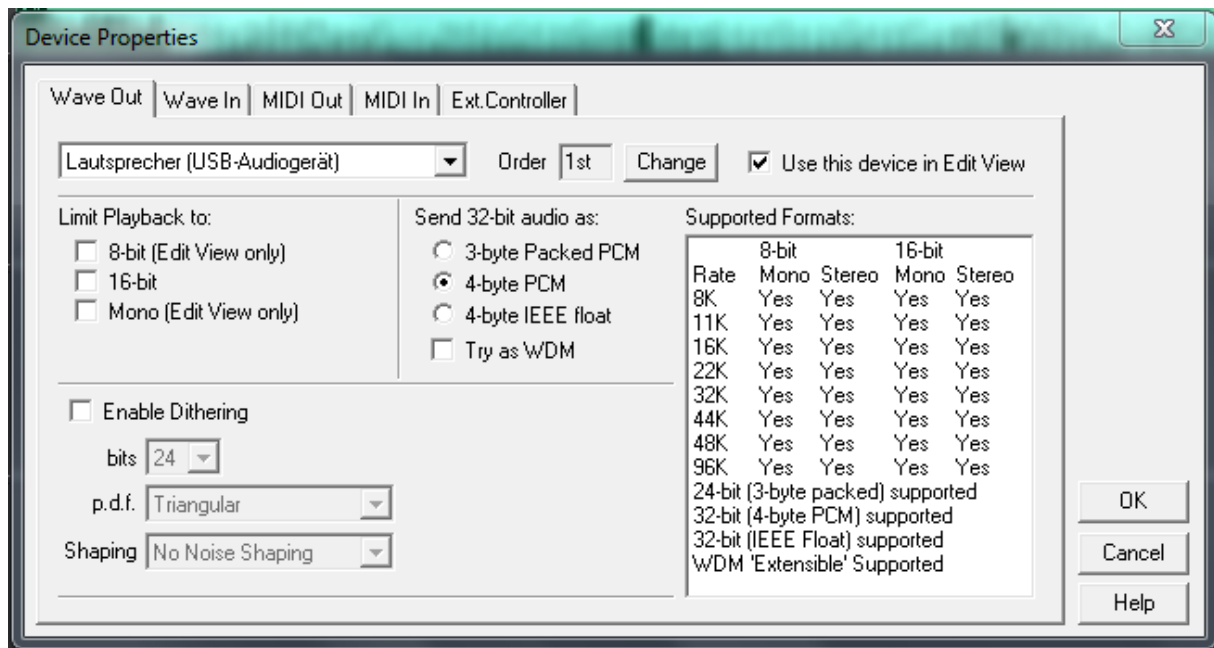 Device Properties
Wave Out Wave In MIDI Out MIDI In Ext.Controller
Lautsprecher (USB-Audiogerät) Order 1st Change Use this device in Edit View
Limit Playback to:
8-bit (Edit View only)
16-bit
Mono (Edit View only)
Send 32-bit audio as:
3-byte Packed PCM
4-byte PCM
4-byte IEEE float
Try as WDM
Enable Dithering
bits 24
p.d.f. Triangular
Shaping No Noise Shaping
Supported Formats:
8-bit 16-bit
Rate Mono Stereo Mono Stereo
8K Yes Yes Yes Yes
11K Yes Yes Yes Yes
16K Yes Yes Yes Yes
22K Yes Yes Yes Yes
32K Yes Yes Yes Yes
44K Yes Yes Yes Yes
48K Yes Yes Yes Yes
96K Yes Yes Yes Yes
24-bit (3-byte packed) supported
32-bit (4-byte PCM) supported
32-bit (IEEE Float) supported
WDM 'Extensible' Supported
OK
Cancel
Help